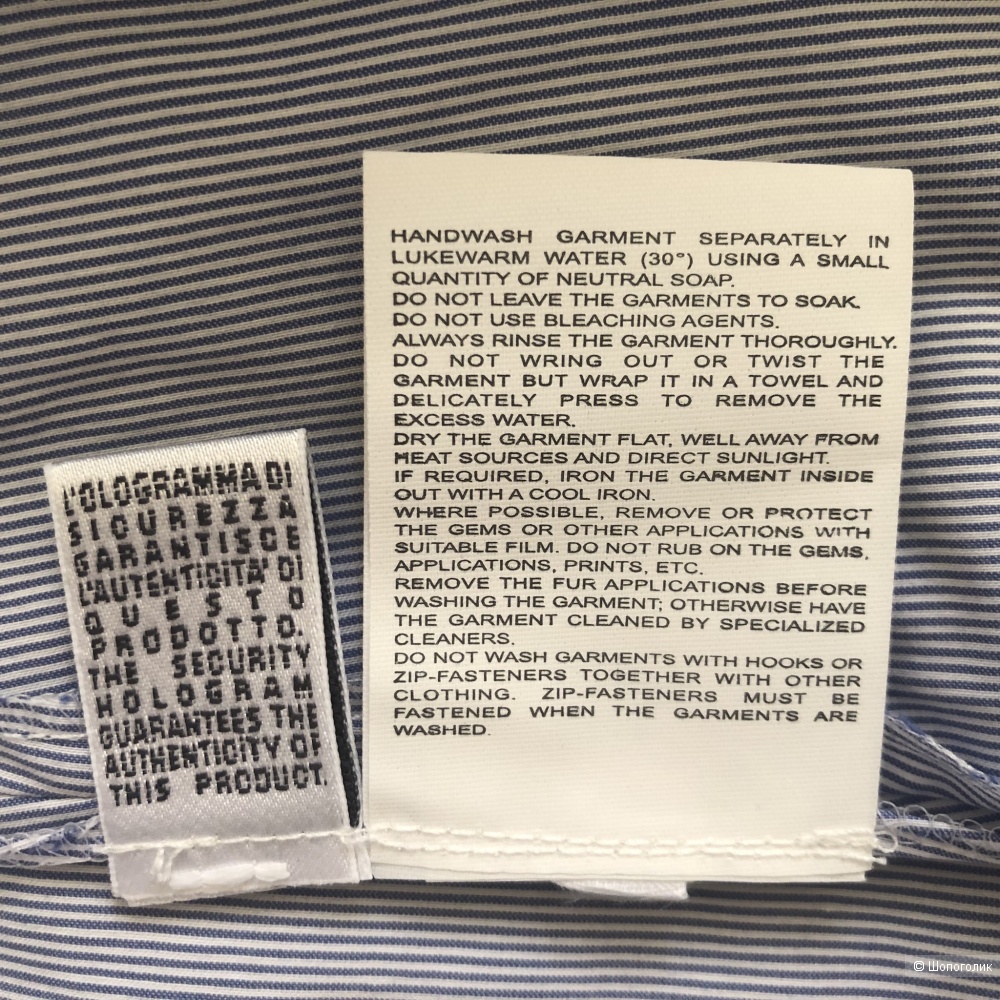 L'OLOGRAMMA DI
SICUREZZA
GARANTISCE
L'AUTENTICITA' DI
QUESTO
PRODOTTO.
THE SECURITY
HOLOGRAM
GUARANTEES THE
AUTHENTICITY OF
THIS PRODUCT.
HANDWASH GARMENT SEPARATELY IN
LUKEWARM WATER (30°) USING A SMALL
QUANTITY OF NEUTRAL SOAP.
DO NOT LEAVE THE GARMENTS TO SOAK.
DO NOT USE BLEACHING AGENTS.
ALWAYS RINSE THE GARMENT THOROUGHLY.
DO NOT WRING OUT OR TWIST THE
GARMENT BUT WRAP IT IN A TOWEL AND
DELICATELY PRESS TO REMOVE THE
EXCESS WATER.
DRY THE GARMENT FLAT, WELL AWAY FROM
HEAT SOURCES AND DIRECT SUNLIGHT.
IF REQUIRED, IRON THE GARMENT INSIDE
OUT WITH A COOL IRON.
WHERE POSSIBLE, REMOVE OR PROTECT
THE GEMS OR OTHER APPLICATIONS WITH
SUITABLE FILM. DO NOT RUB ON THE GEMS,
APPLICATIONS, PRINTS, ETC.
REMOVE THE FUR APPLICATIONS BEFORE
WASHING THE GARMENT; OTHERWISE HAVE
THE GARMENT CLEANED BY SPECIALIZED
CLEANERS.
DO NOT WASH GARMENTS WITH HOOKS OR
ZIP-FASTENERS TOGETHER WITH OTHER
CLOTHING. ZIP-FASTENERS MUST BE
FASTENED WHEN THE GARMENTS ARE
WASHED.
© Шопоголик